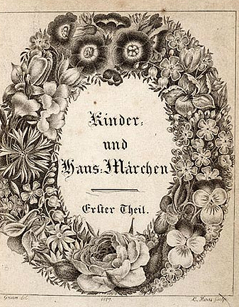 Kinder-
und
Haus-Märchen
Erster Theil.